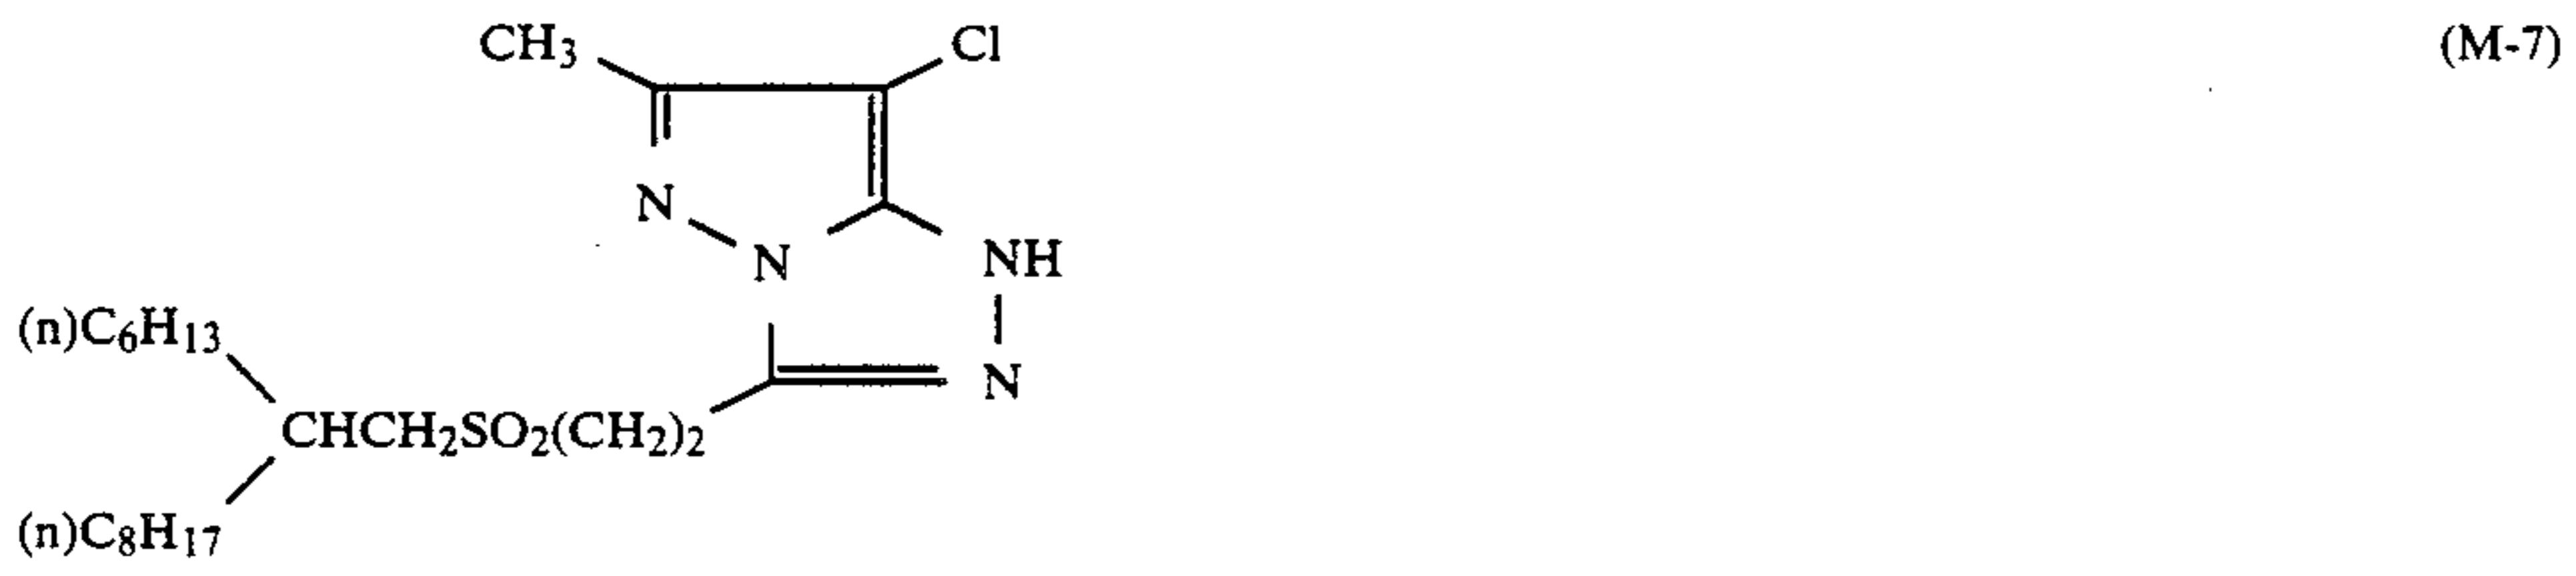 CH₃ Cl (M-7)
N
N NH
(n)C₆H₁₃
N
CHCH₂SO₂(CH₂)₂
(n)C₈H₁₇